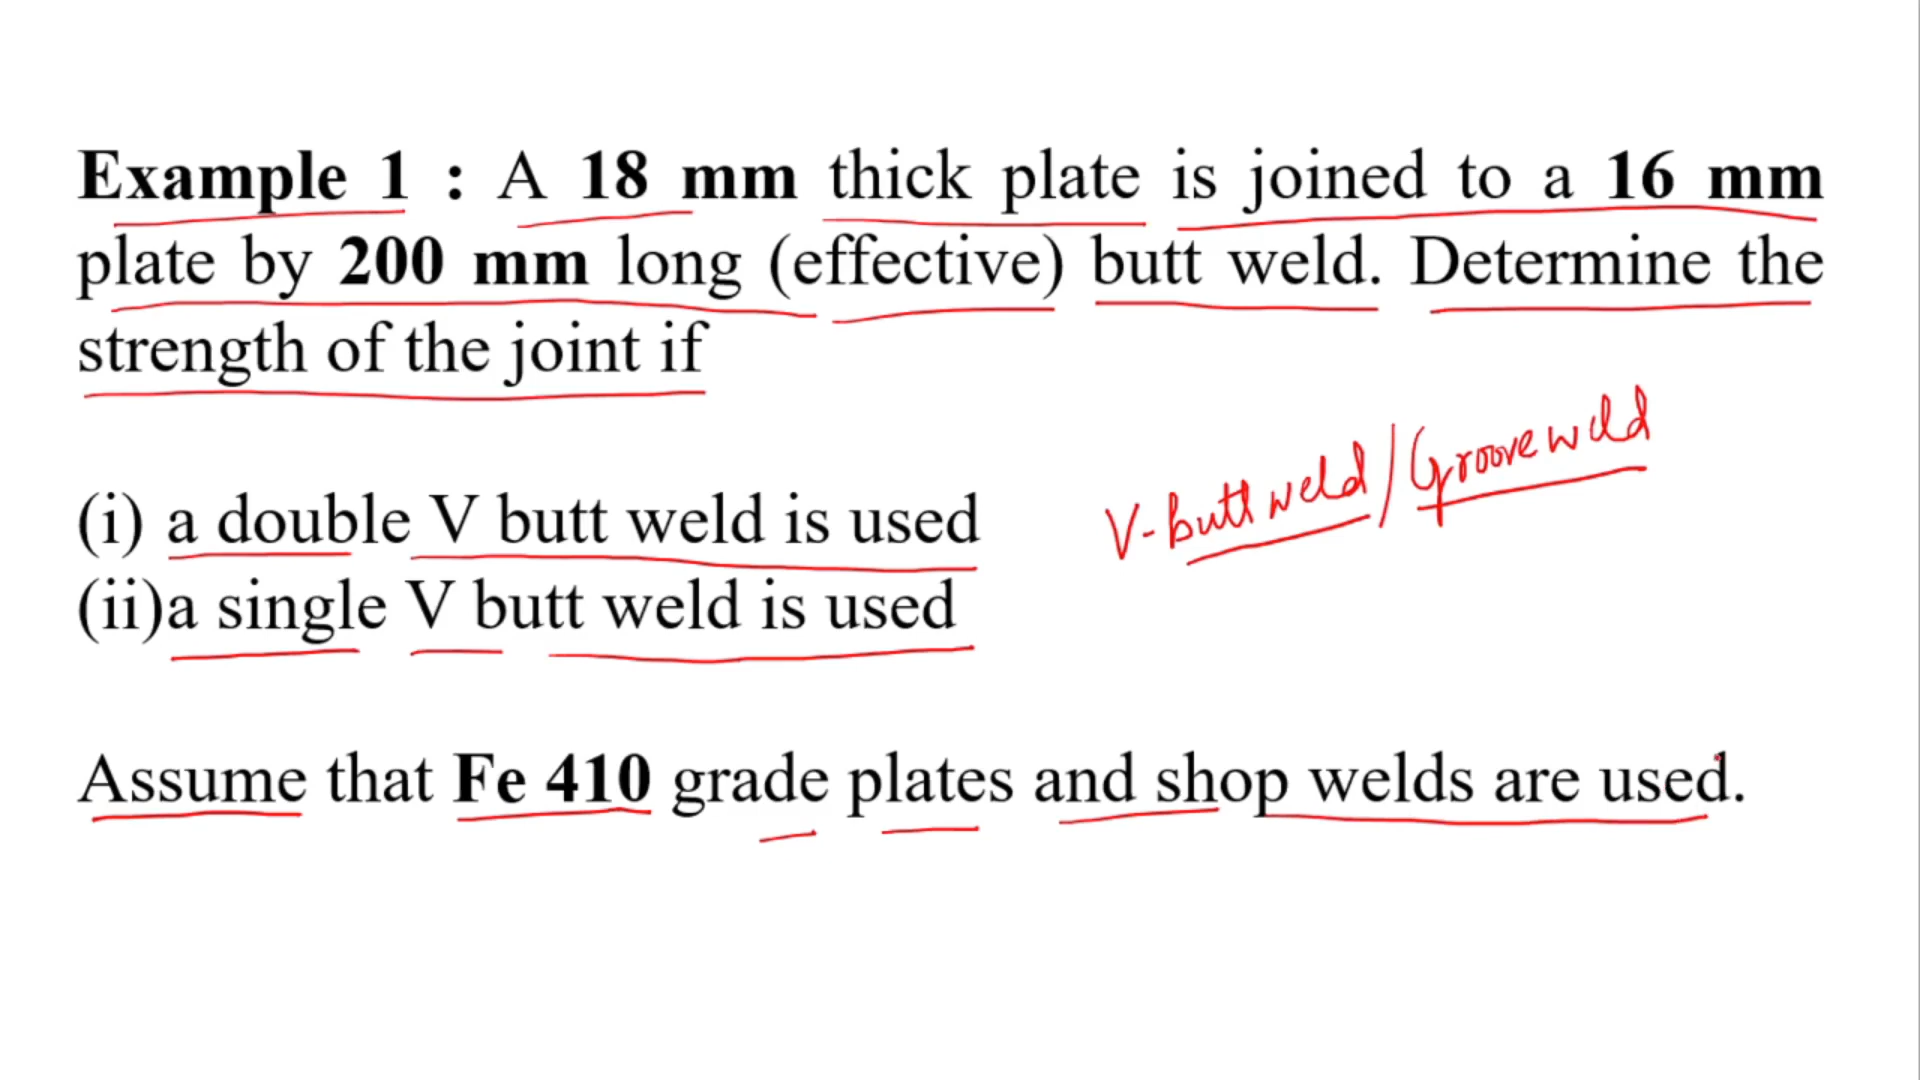 Example 1 : A 18 mm thick plate is joined to a 16 mm
plate by 200 mm long (effective) butt weld. Determine the
strength of the joint if
V-butt weld/Groove weld
(i) a double V butt weld is used
(ii)a single V butt weld is used
Assume that Fe 410 grade plates and shop welds are used.